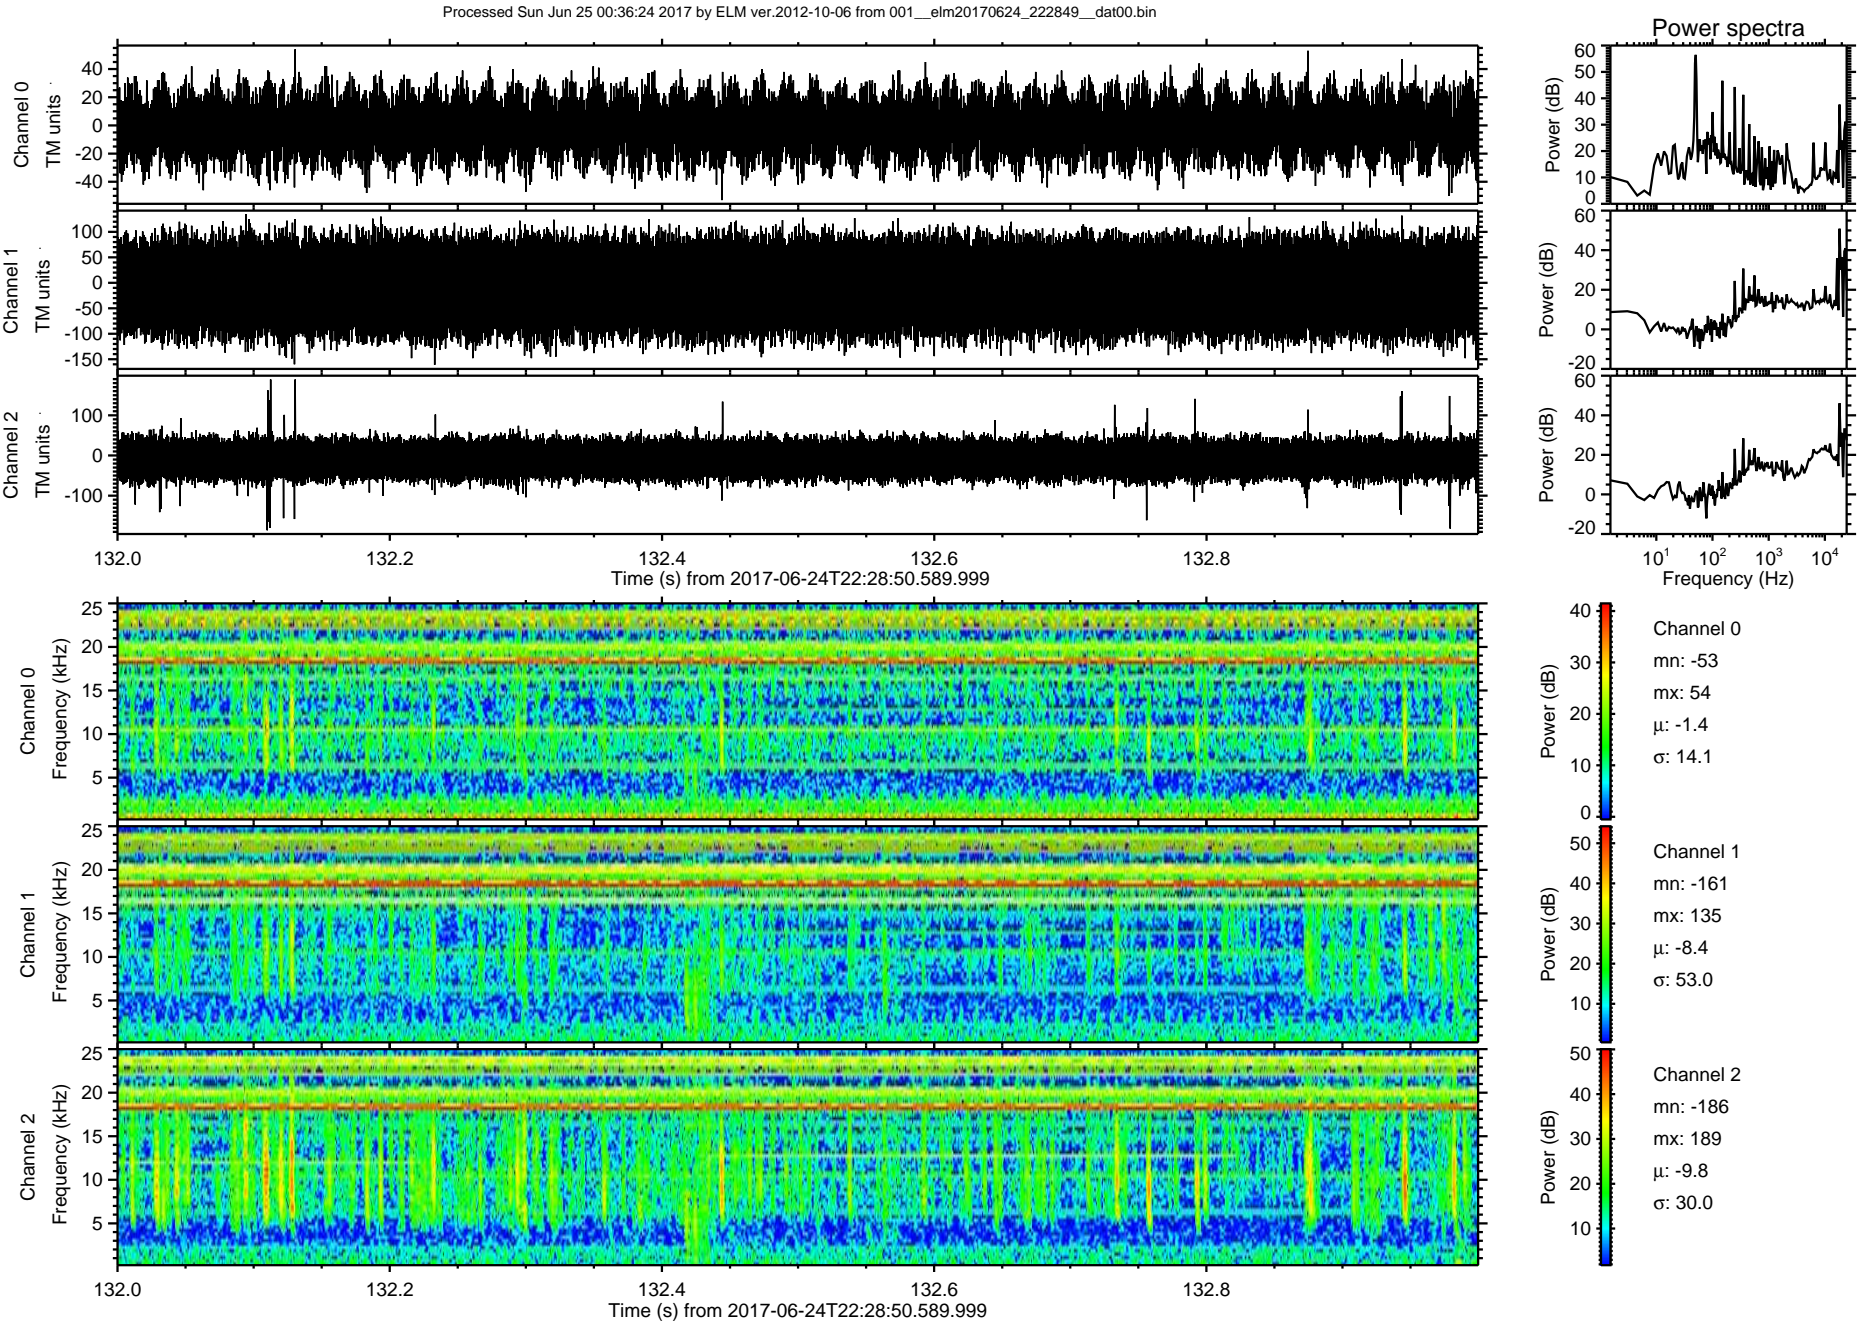 Processed Sun Jun 25 00:36:24 2017 by ELM ver.2012-10-06 from 001__elm20170624_222849__dat00.bin
Power spectra
Channel 0
TM units
40
20
0
-20
-40
Power (dB)
60
50
40
30
20
10
0
Channel 1
TM units
100
50
0
-50
-100
-150
Power (dB)
60
40
20
0
-20
Channel 2
TM units
100
0
-100
Power (dB)
60
40
20
0
-20
132.0 132.2 132.4 132.6 132.8
Time (s) from 2017-06-24T22:28:50.589.999
10¹ 10² 10³ 10⁴
Frequency (Hz)
Channel 0
Frequency (kHz)
25
20
15
10
5
Power (dB)
40
30
20
10
0
Channel 0
mn: -53
mx: 54
μ: -1.4
σ: 14.1
Channel 1
Frequency (kHz)
25
20
15
10
5
Power (dB)
50
40
30
20
10
Channel 1
mn: -161
mx: 135
μ: -8.4
σ: 53.0
Channel 2
Frequency (kHz)
25
20
15
10
5
Power (dB)
50
40
30
20
10
Channel 2
mn: -186
mx: 189
μ: -9.8
σ: 30.0
132.0 132.2 132.4 132.6 132.8
Time (s) from 2017-06-24T22:28:50.589.999